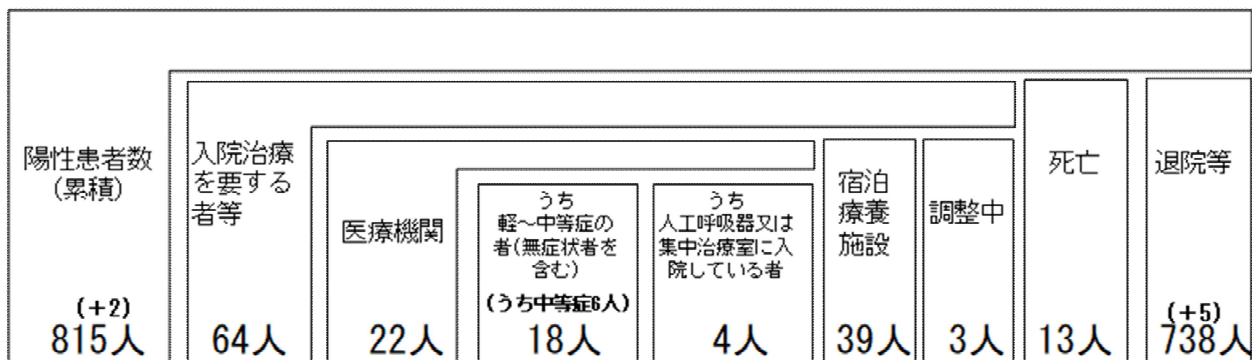 陽性患者数
(累積)
(+2)
815人
入院治療
を要する
者等
64人
医療機関
22人
うち
軽～中等症の
者(無症状者を
含む)
(うち中等症6人)
18人
うち
人工呼吸器又は
集中治療室に入
院している者
4人
宿泊
療養
施設
39人
調整中
3人
死亡
13人
退院等
(+5)
738人